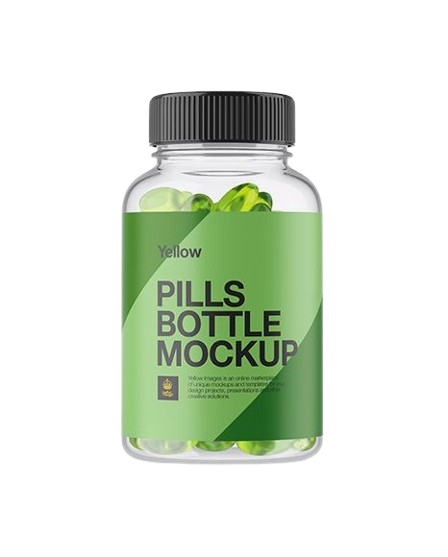 Yellow
PILLS
BOTTLE
MOCKUP
Yellow Images is an online marketplace
of unique mockups and templates for your
design projects, presentations and other
creative solutions.